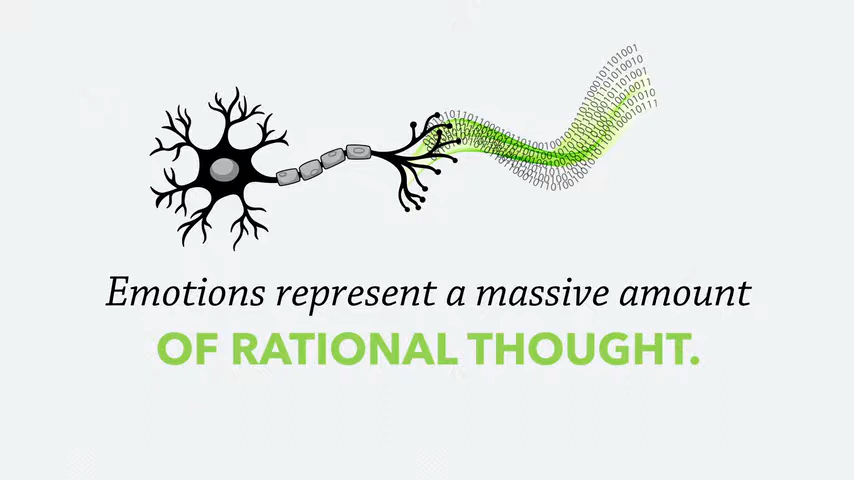 Emotions represent a massive amount
OF RATIONAL THOUGHT.